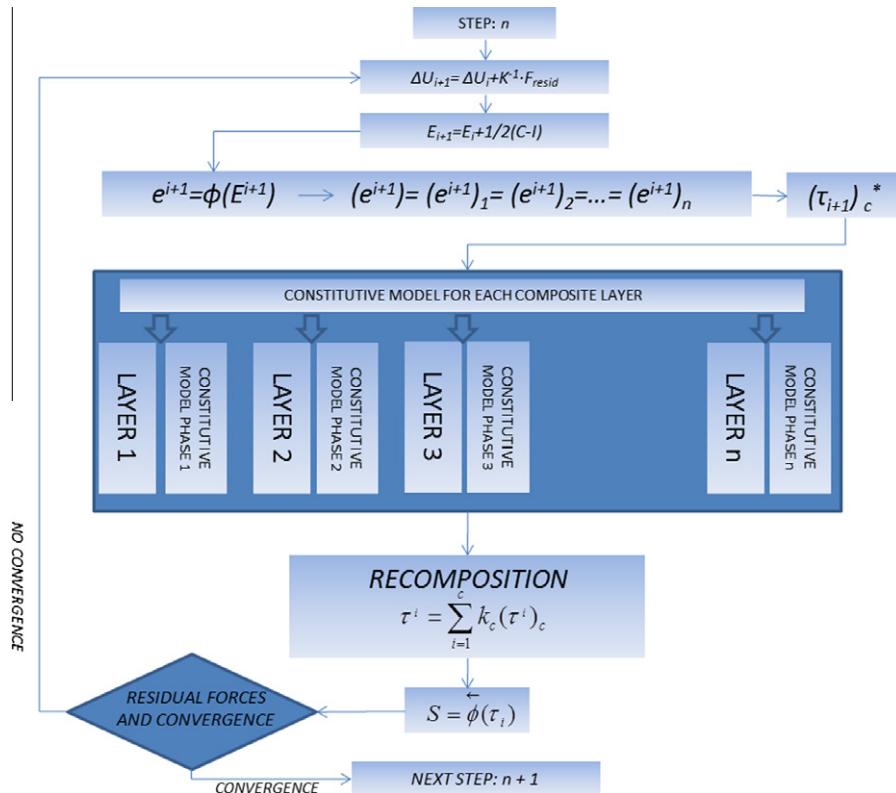 STEP: n
ΔU_{i+1}= ΔU_i+K^{-1}·F_{resid}
E_{i+1}=E_i+1/2(C-I)
e^{i+1}=ϕ(E^{i+1}) → (e^{i+1})= (e^{i+1})_1= (e^{i+1})_2=...= (e^{i+1})_n
(τ_{i+1})_c^*
CONSTITUTIVE MODEL FOR EACH COMPOSITE LAYER
LAYER 1
CONSTITUTIVE
MODEL PHASE 1
LAYER 2
CONSTITUTIVE
MODEL PHASE 2
LAYER 3
CONSTITUTIVE
MODEL PHASE 3
LAYER n
CONSTITUTIVE
MODEL PHASE n
RECOMPOSITION
τ^i = \sum_{i=1}^{c} k_c(τ^i)_c
S = \overleftarrow{ϕ}(τ_i)
RESIDUAL FORCES
AND CONVERGENCE
NO CONVERGENCE
CONVERGENCE
NEXT STEP: n + 1